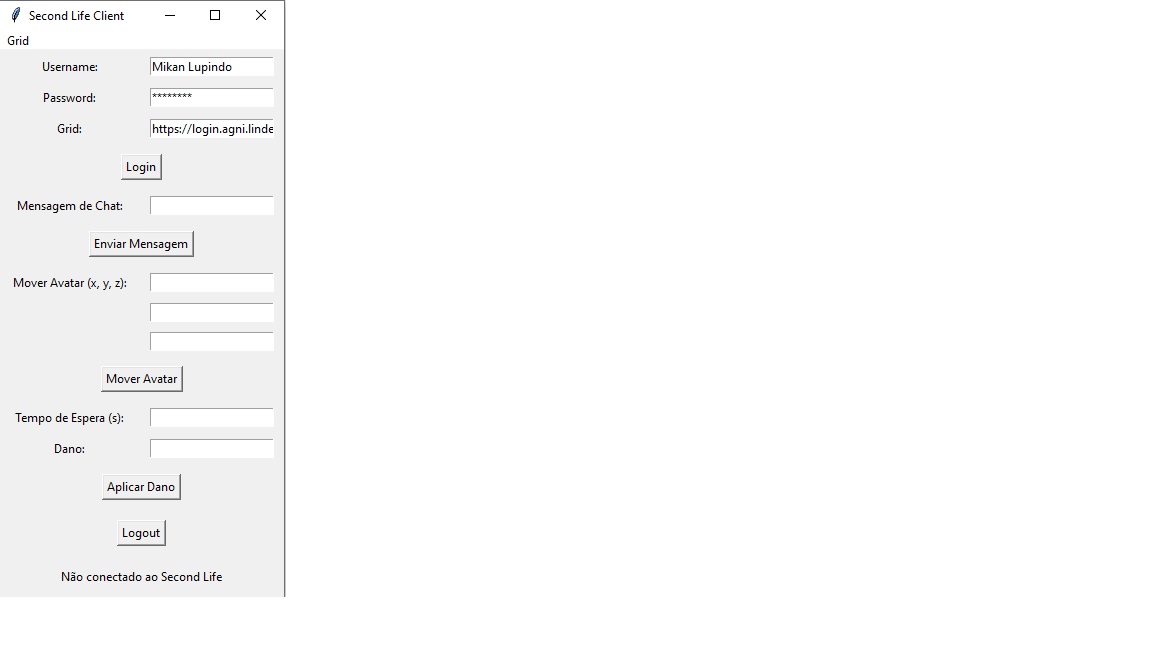 Second Life Client
Grid
Username: Mikan Lupindo
Password: ********
Grid: https://login.agni.linde
Login
Mensagem de Chat:
Enviar Mensagem
Mover Avatar (x, y, z):
Mover Avatar
Tempo de Espera (s):
Dano:
Aplicar Dano
Logout
Não conectado ao Second Life